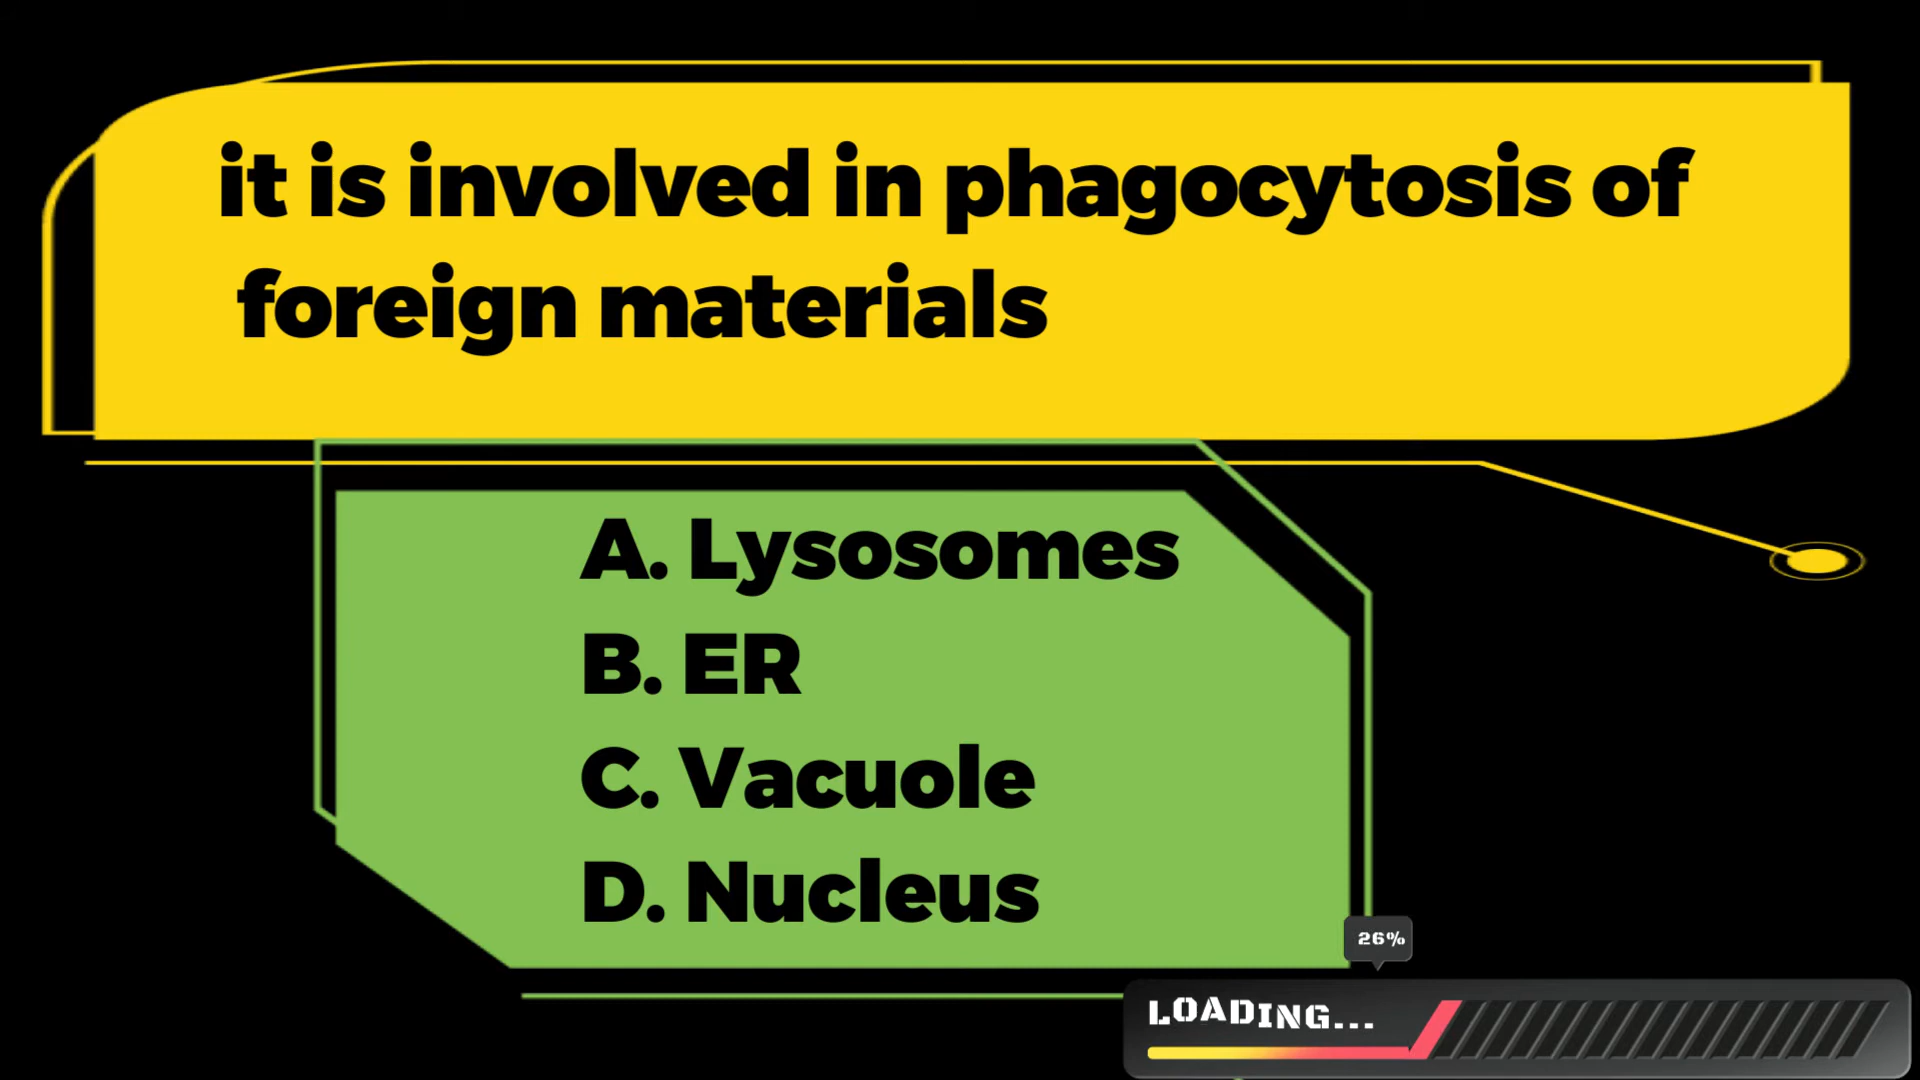 it is involved in phagocytosis of
foreign materials
A. Lysosomes
B. ER
C. Vacuole
D. Nucleus
26%
LOADING...